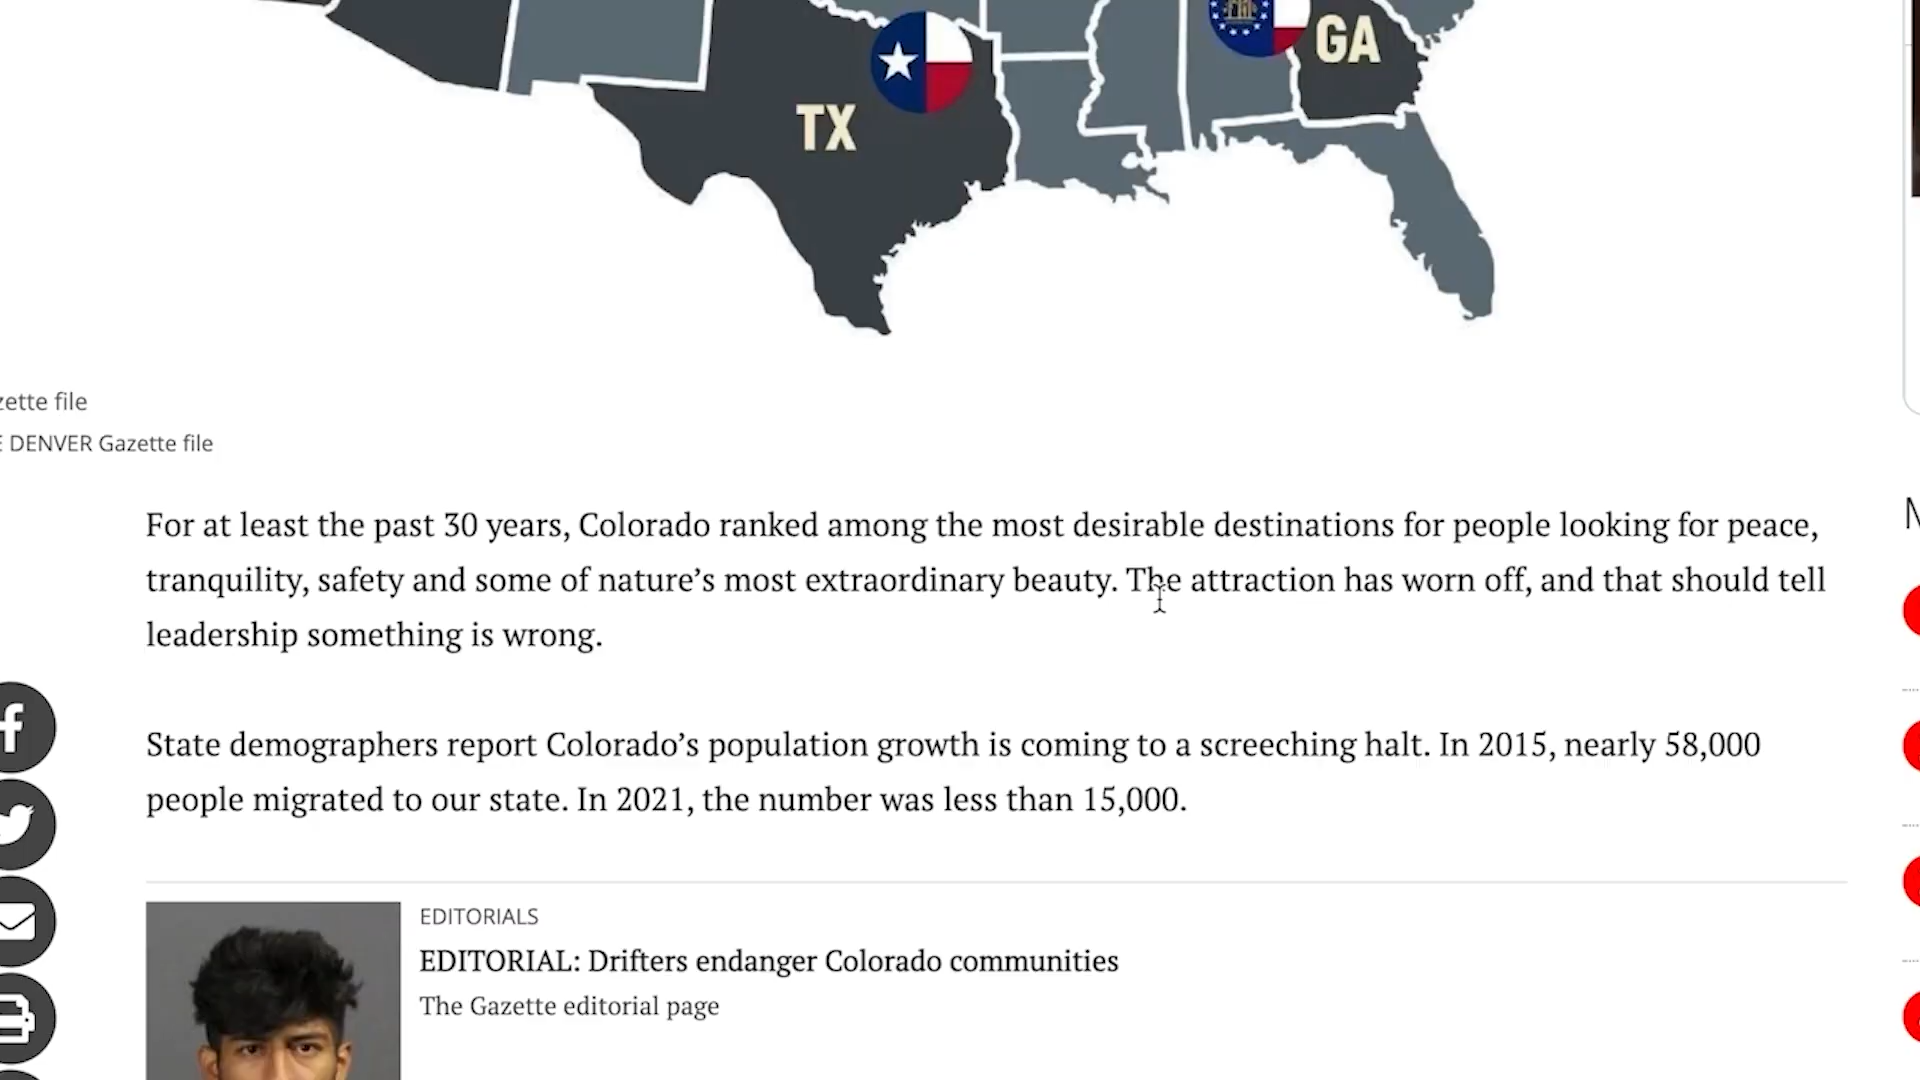 GA
TX
zette file
E DENVER Gazette file
For at least the past 30 years, Colorado ranked among the most desirable destinations for people looking for peace,
tranquility, safety and some of nature’s most extraordinary beauty. The attraction has worn off, and that should tell
leadership something is wrong.
State demographers report Colorado’s population growth is coming to a screeching halt. In 2015, nearly 58,000
people migrated to our state. In 2021, the number was less than 15,000.
EDITORIALS
EDITORIAL: Drifters endanger Colorado communities
The Gazette editorial page